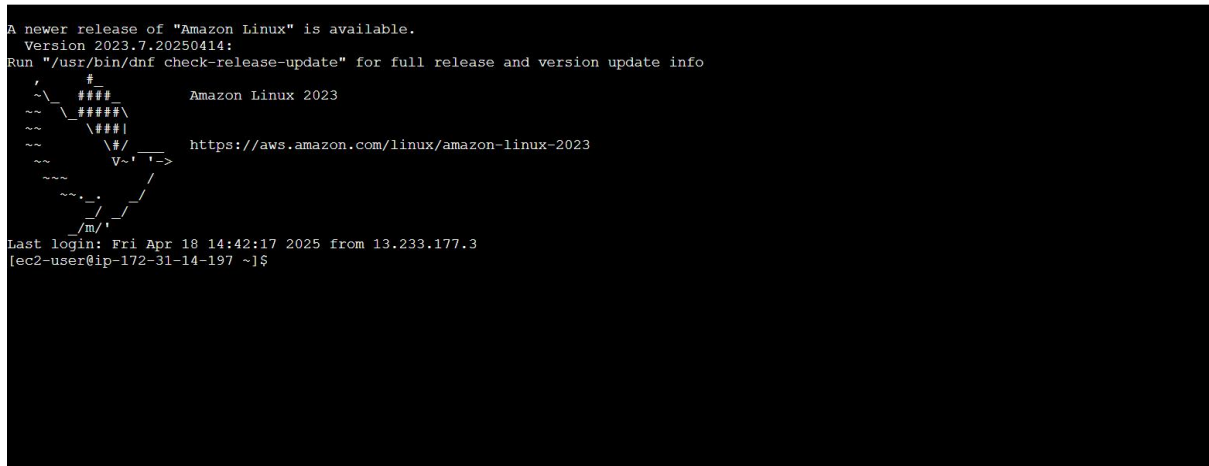 A newer release of "Amazon Linux" is available.
  Version 2023.7.20250414:
Run "/usr/bin/dnf check-release-update" for full release and version update info
   ,     #_
   ~\_  ####_        Amazon Linux 2023
  ~~  \_#####\
  ~~     \###|
  ~~       \#/ ___   https://aws.amazon.com/linux/amazon-linux-2023
   ~~       V~' '->
    ~~~         /
      ~~._.   _/
         _/ _/
       _/m/'
Last login: Fri Apr 18 14:42:17 2025 from 13.233.177.3
[ec2-user@ip-172-31-14-197 ~]$